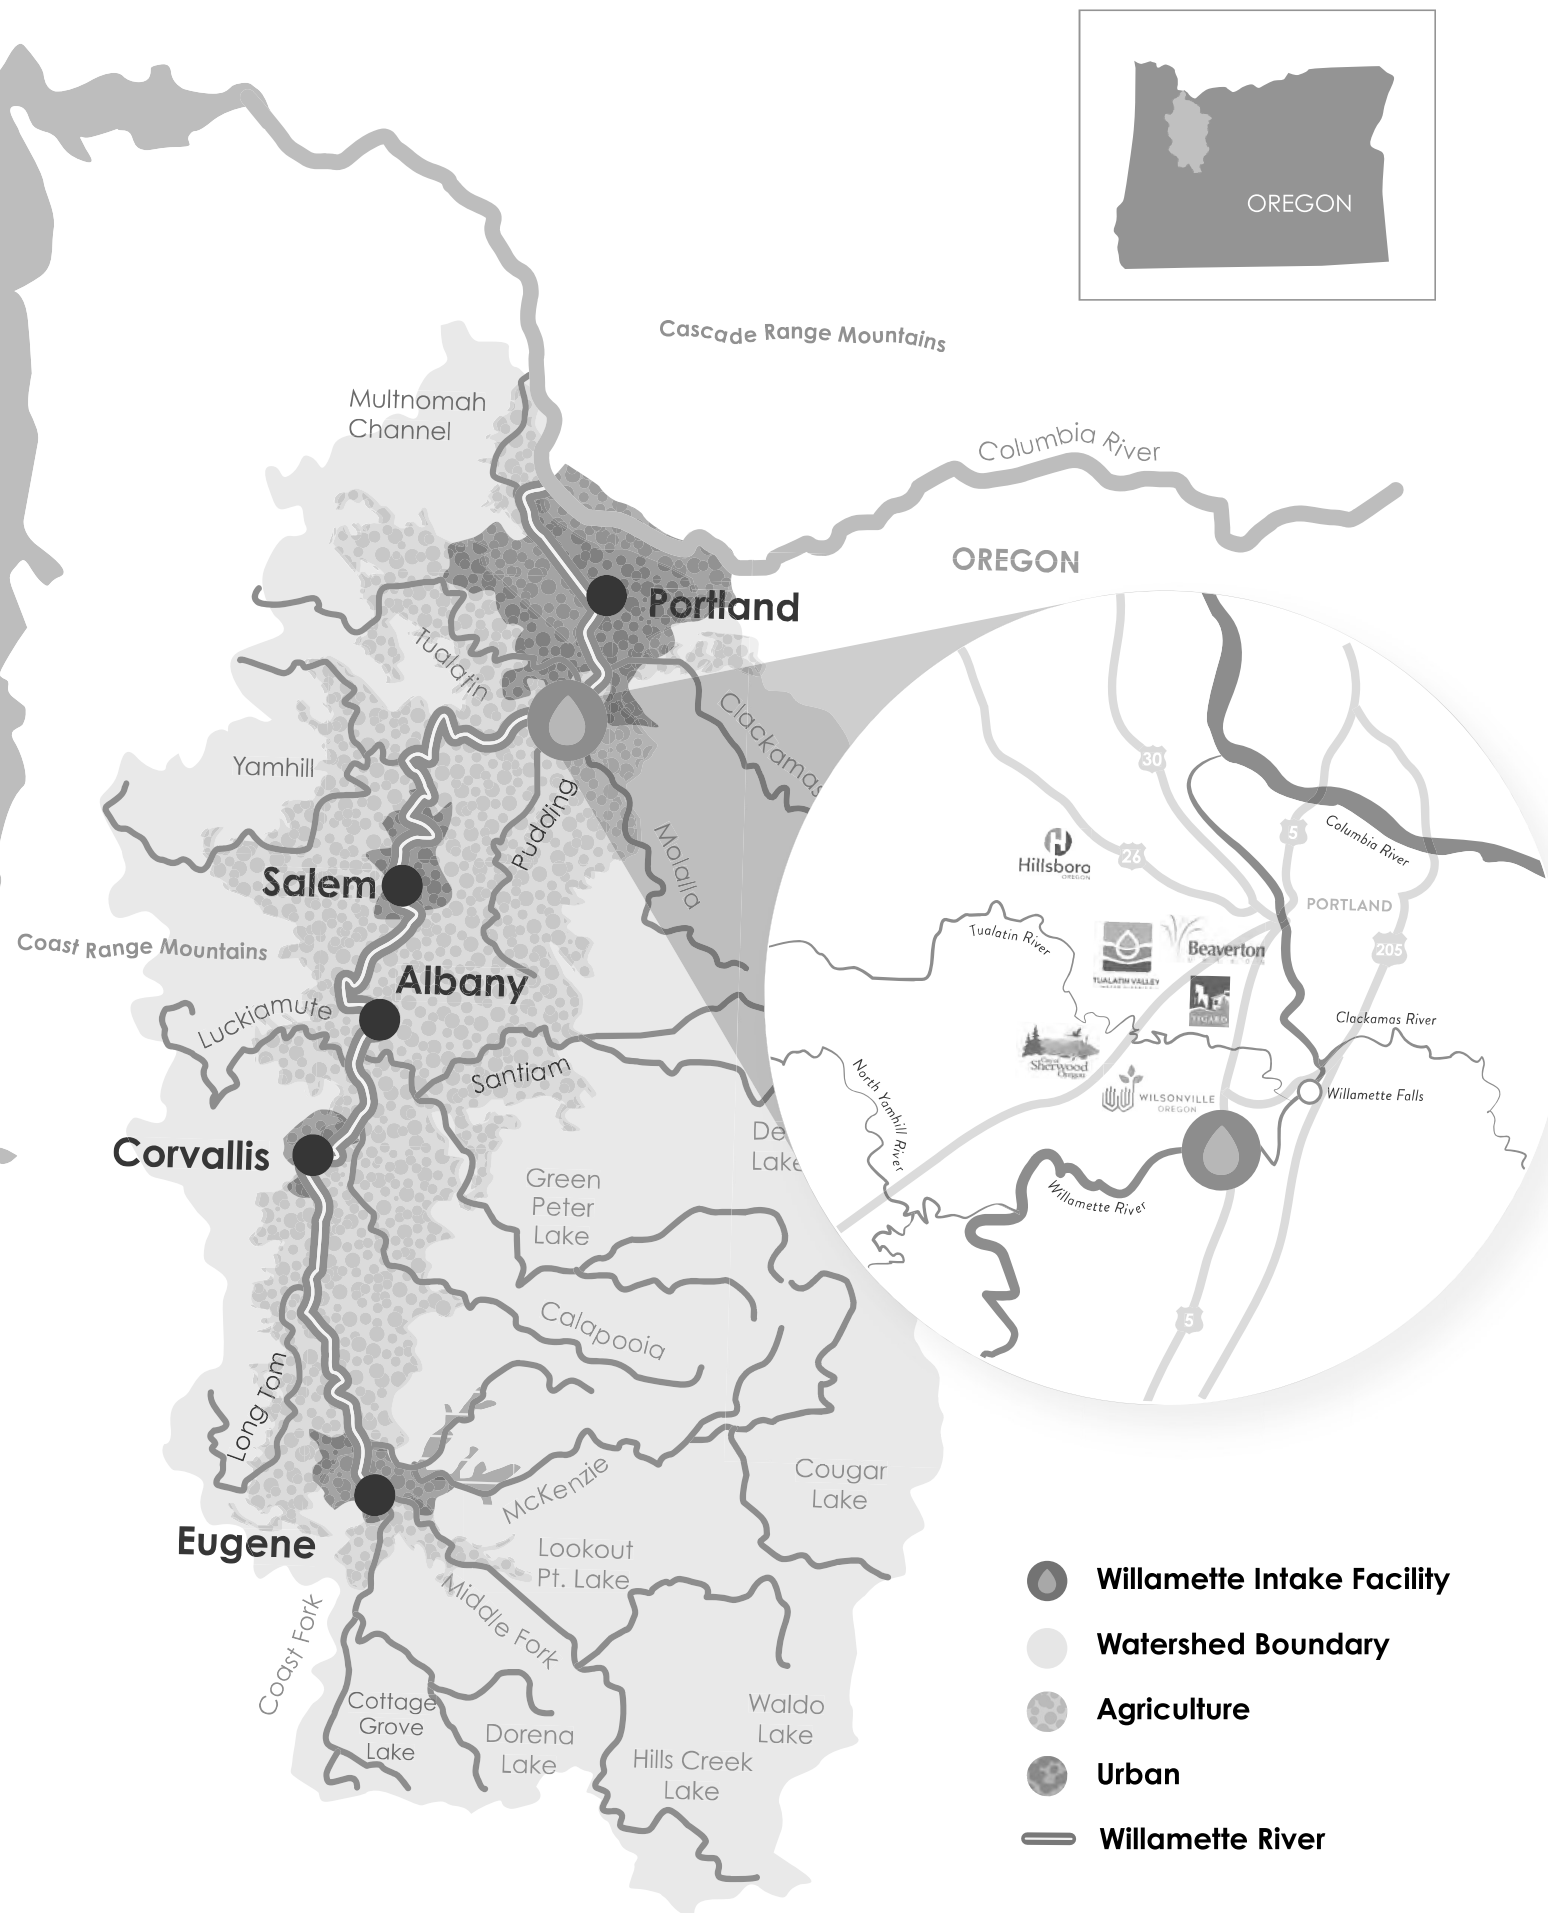 OREGON
Cascade Range Mountains
Multnomah
Channel
Columbia River
OREGON
Portland
Tualatin
Clackamas
Yamhill
Pudding
Molalla
Salem
Coast Range Mountains
Albany
Luckiamute
Santiam
Corvallis
De
Lake
Green
Peter
Lake
Calapooia
Long Tom
McKenzie
Cougar
Lake
Eugene
Lookout
Pt. Lake
Middle Fork
Coast Fork
Cottage
Grove
Lake
Dorena
Lake
Waldo
Lake
Hills Creek
Lake
30
26
5
Columbia River
Hillsboro
OREGON
PORTLAND
205
Tualatin River
TUALATIN VALLEY
WATER DISTRICT
Beaverton
TIGARD
Clackamas River
City of
Sherwood
Oregon
North Yamhill River
WILSONVILLE
OREGON
Willamette Falls
Willamette River
5
Willamette Intake Facility
Watershed Boundary
Agriculture
Urban
Willamette River